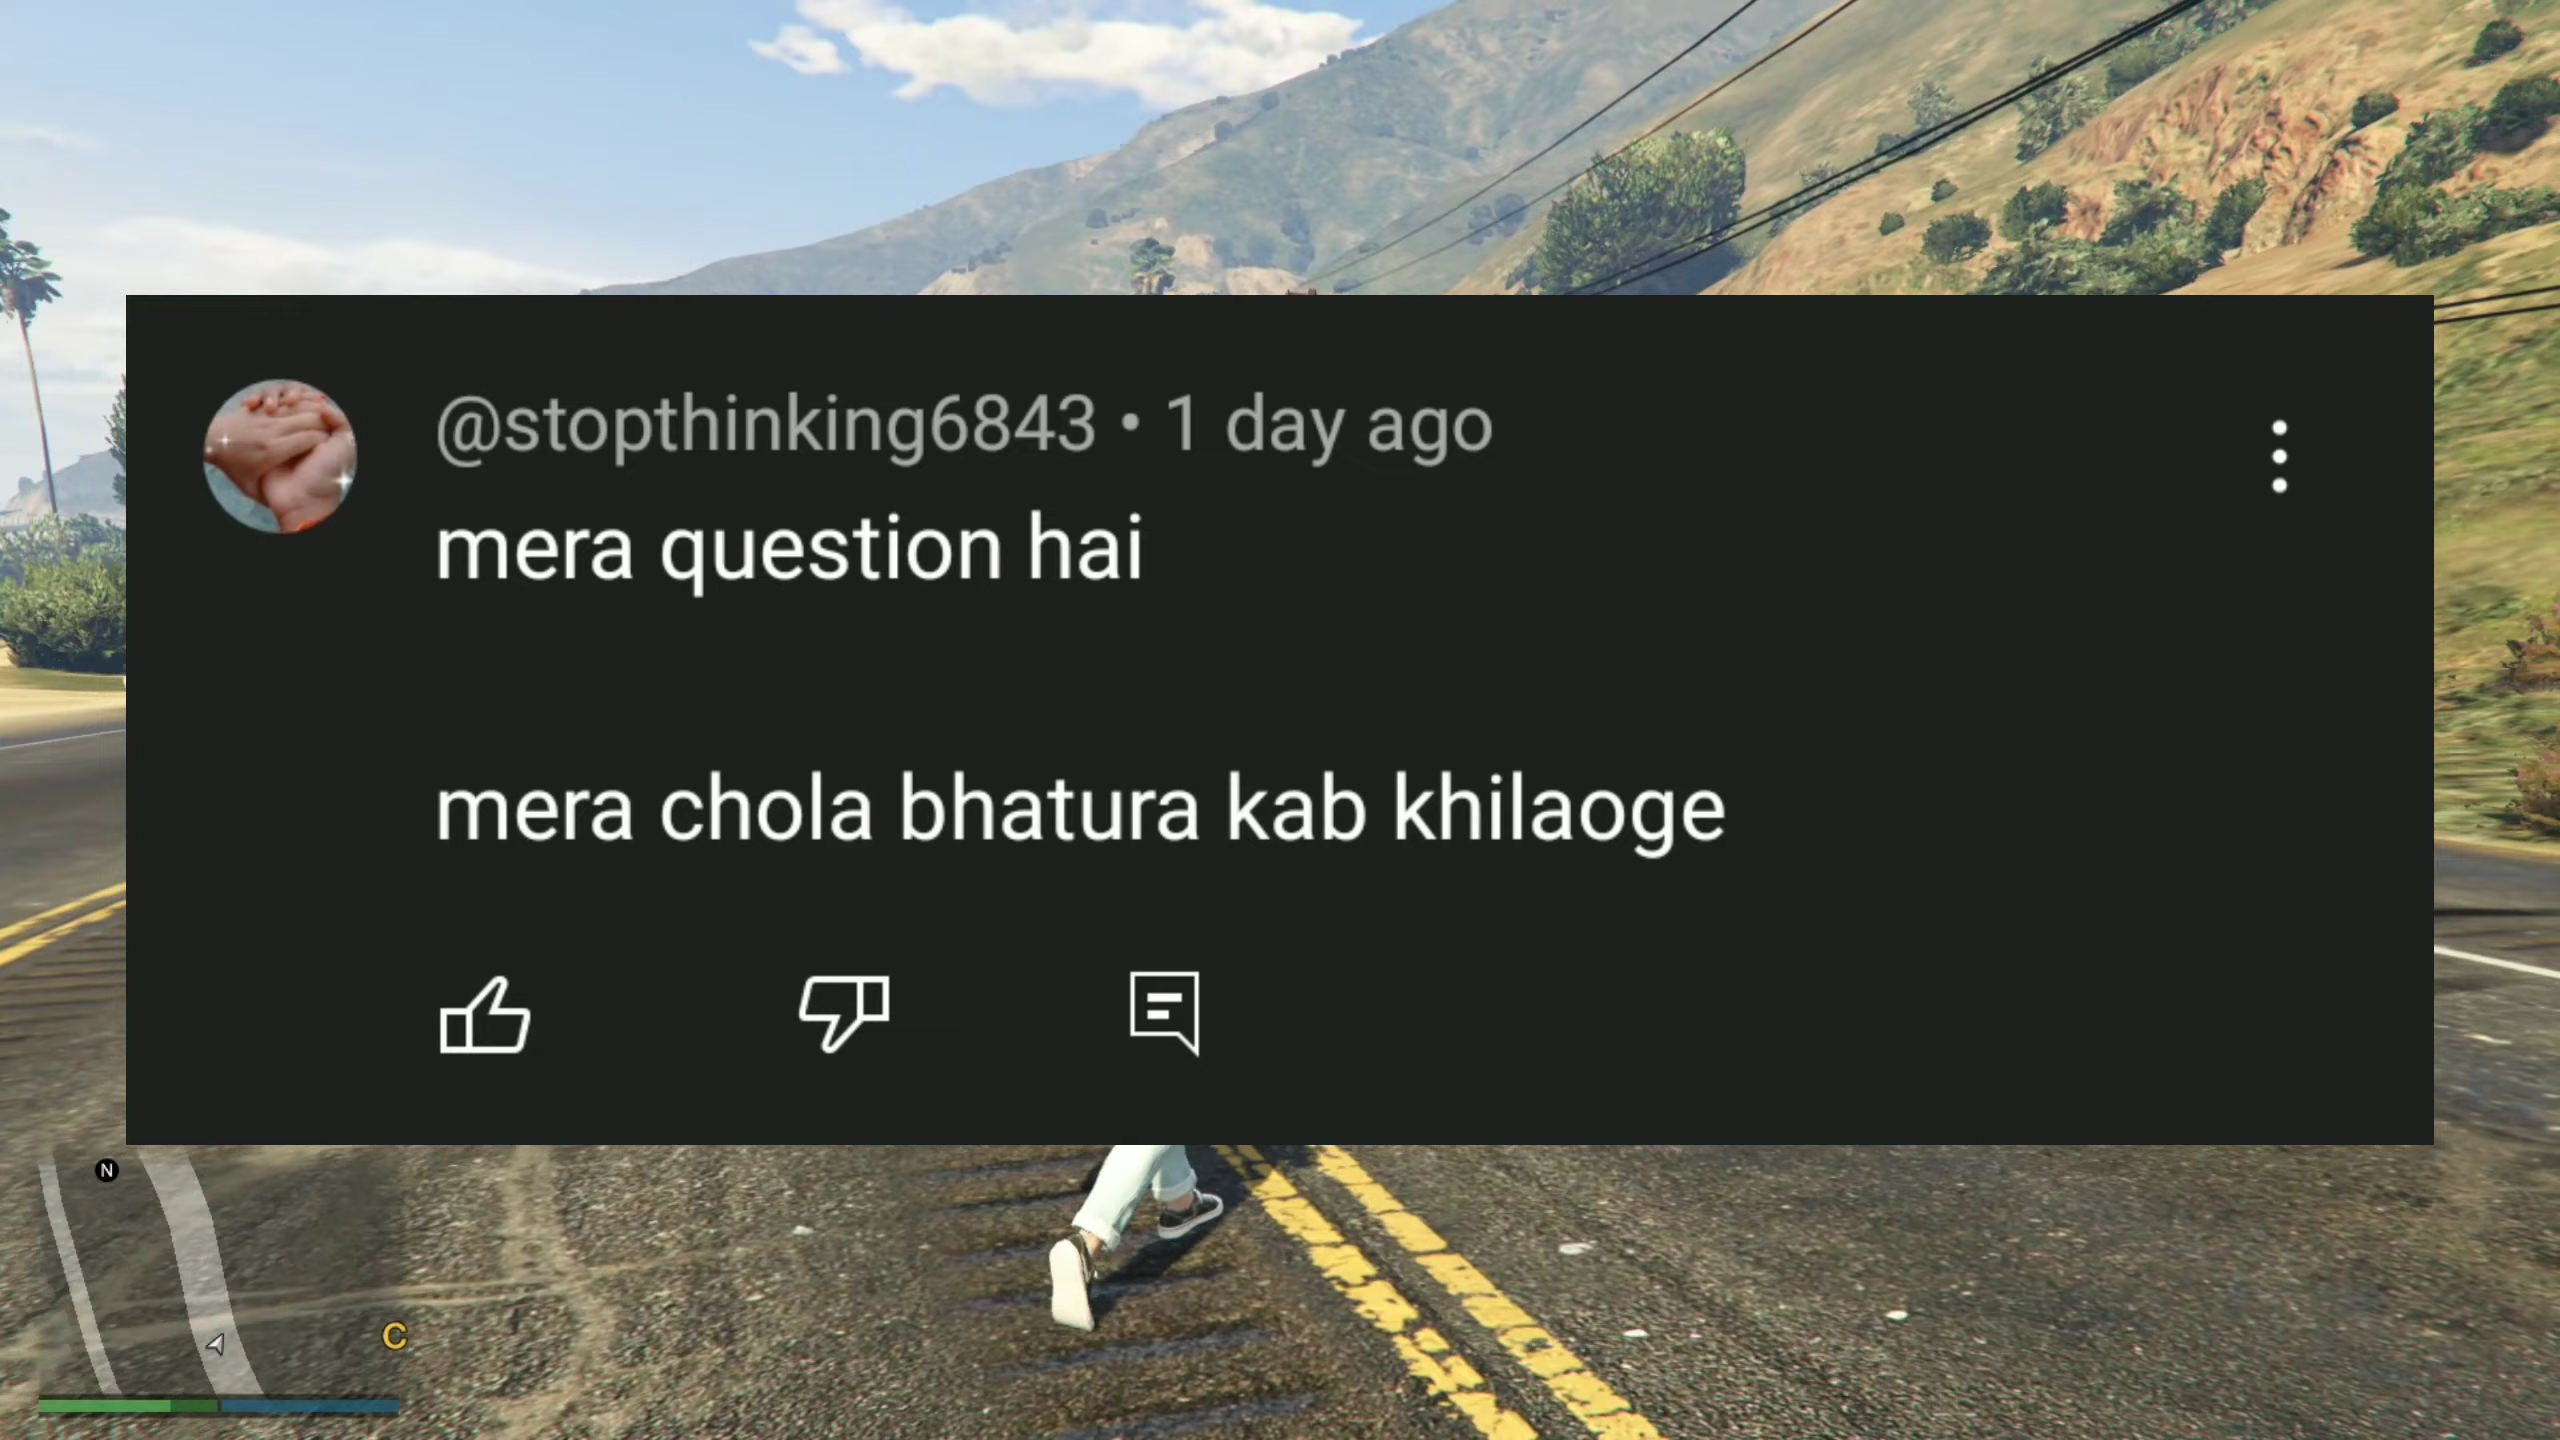 @stopthinking6843 • 1 day ago
mera question hai
mera chola bhatura kab khilaoge
N
C